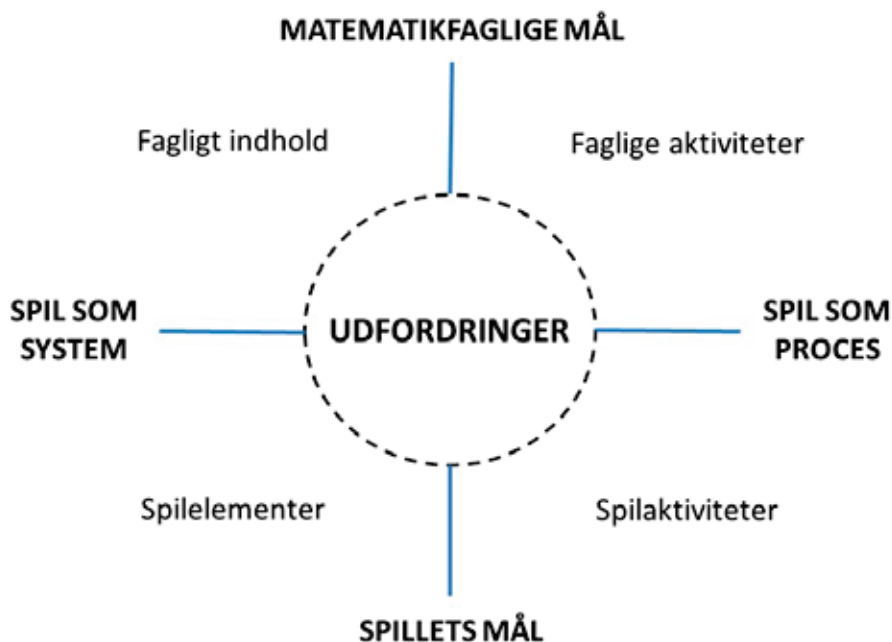 MATEMATIKFAGLIGE MÅL
Fagligt indhold
Faglige aktiviteter
SPIL SOM
SYSTEM
UDFORDRINGER
SPIL SOM
PROCES
Spilelementer
Spilaktiviteter
SPILLETS MÅL